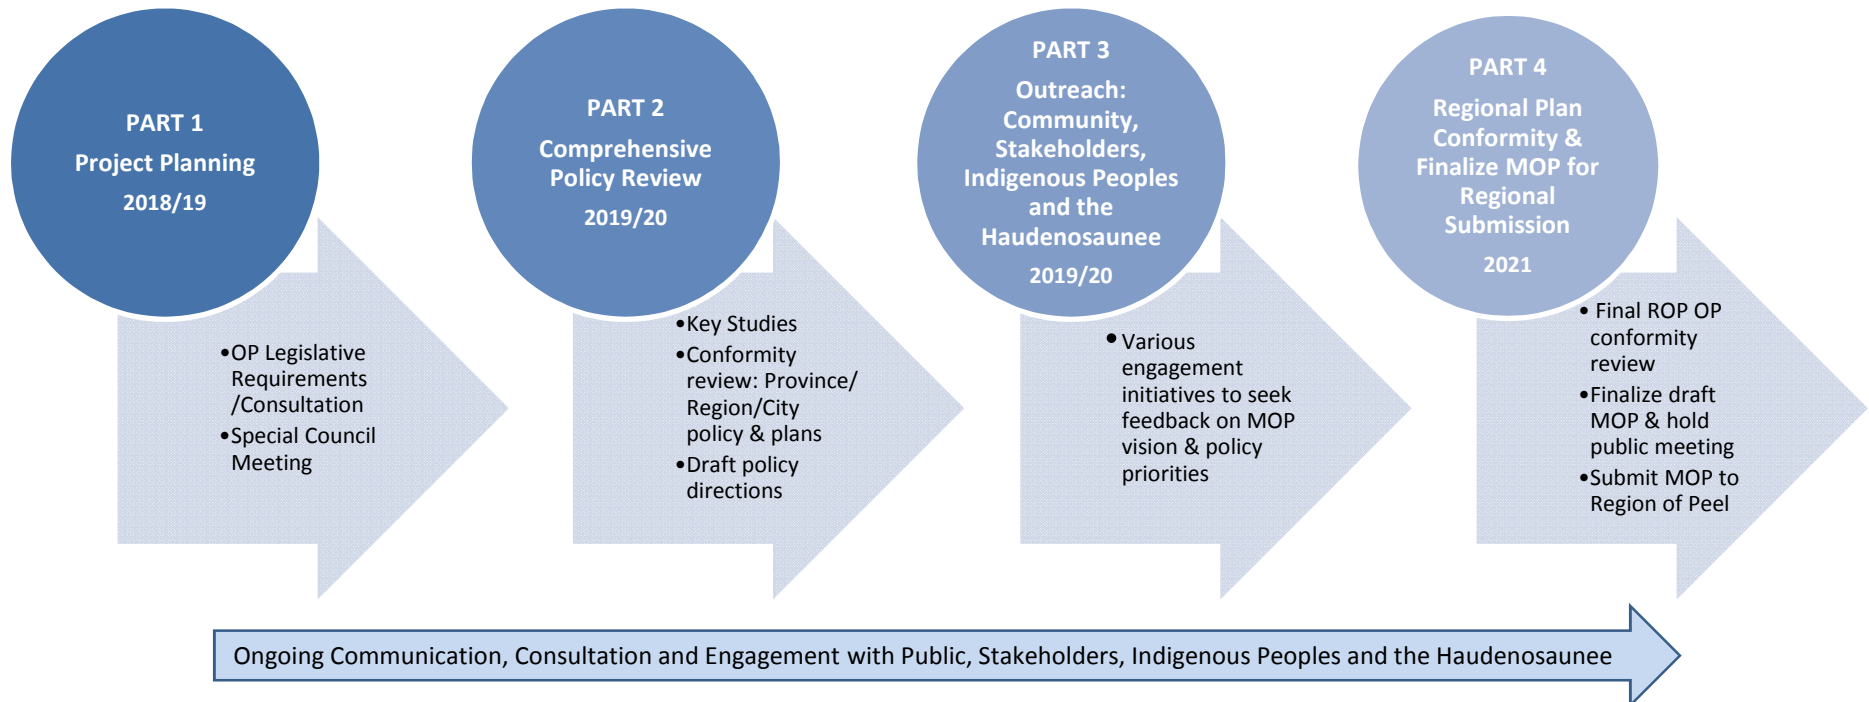 PART 1
Project Planning
2018/19
•OP Legislative
Requirements
/Consultation
•Special Council
Meeting
PART 2
Comprehensive
Policy Review
2019/20
•Key Studies
•Conformity
review: Province/
Region/City
policy & plans
•Draft policy
directions
PART 3
Outreach:
Community,
Stakeholders,
Indigenous Peoples
and the
Haudenosaunee
2019/20
• Various
engagement
initiatives to seek
feedback on MOP
vision & policy
priorities
PART 4
Regional Plan
Conformity &
Finalize MOP for
Regional
Submission
2021
• Final ROP OP
conformity
review
•Finalize draft
MOP & hold
public meeting
•Submit MOP to
Region of Peel
Ongoing Communication, Consultation and Engagement with Public, Stakeholders, Indigenous Peoples and the Haudenosaunee